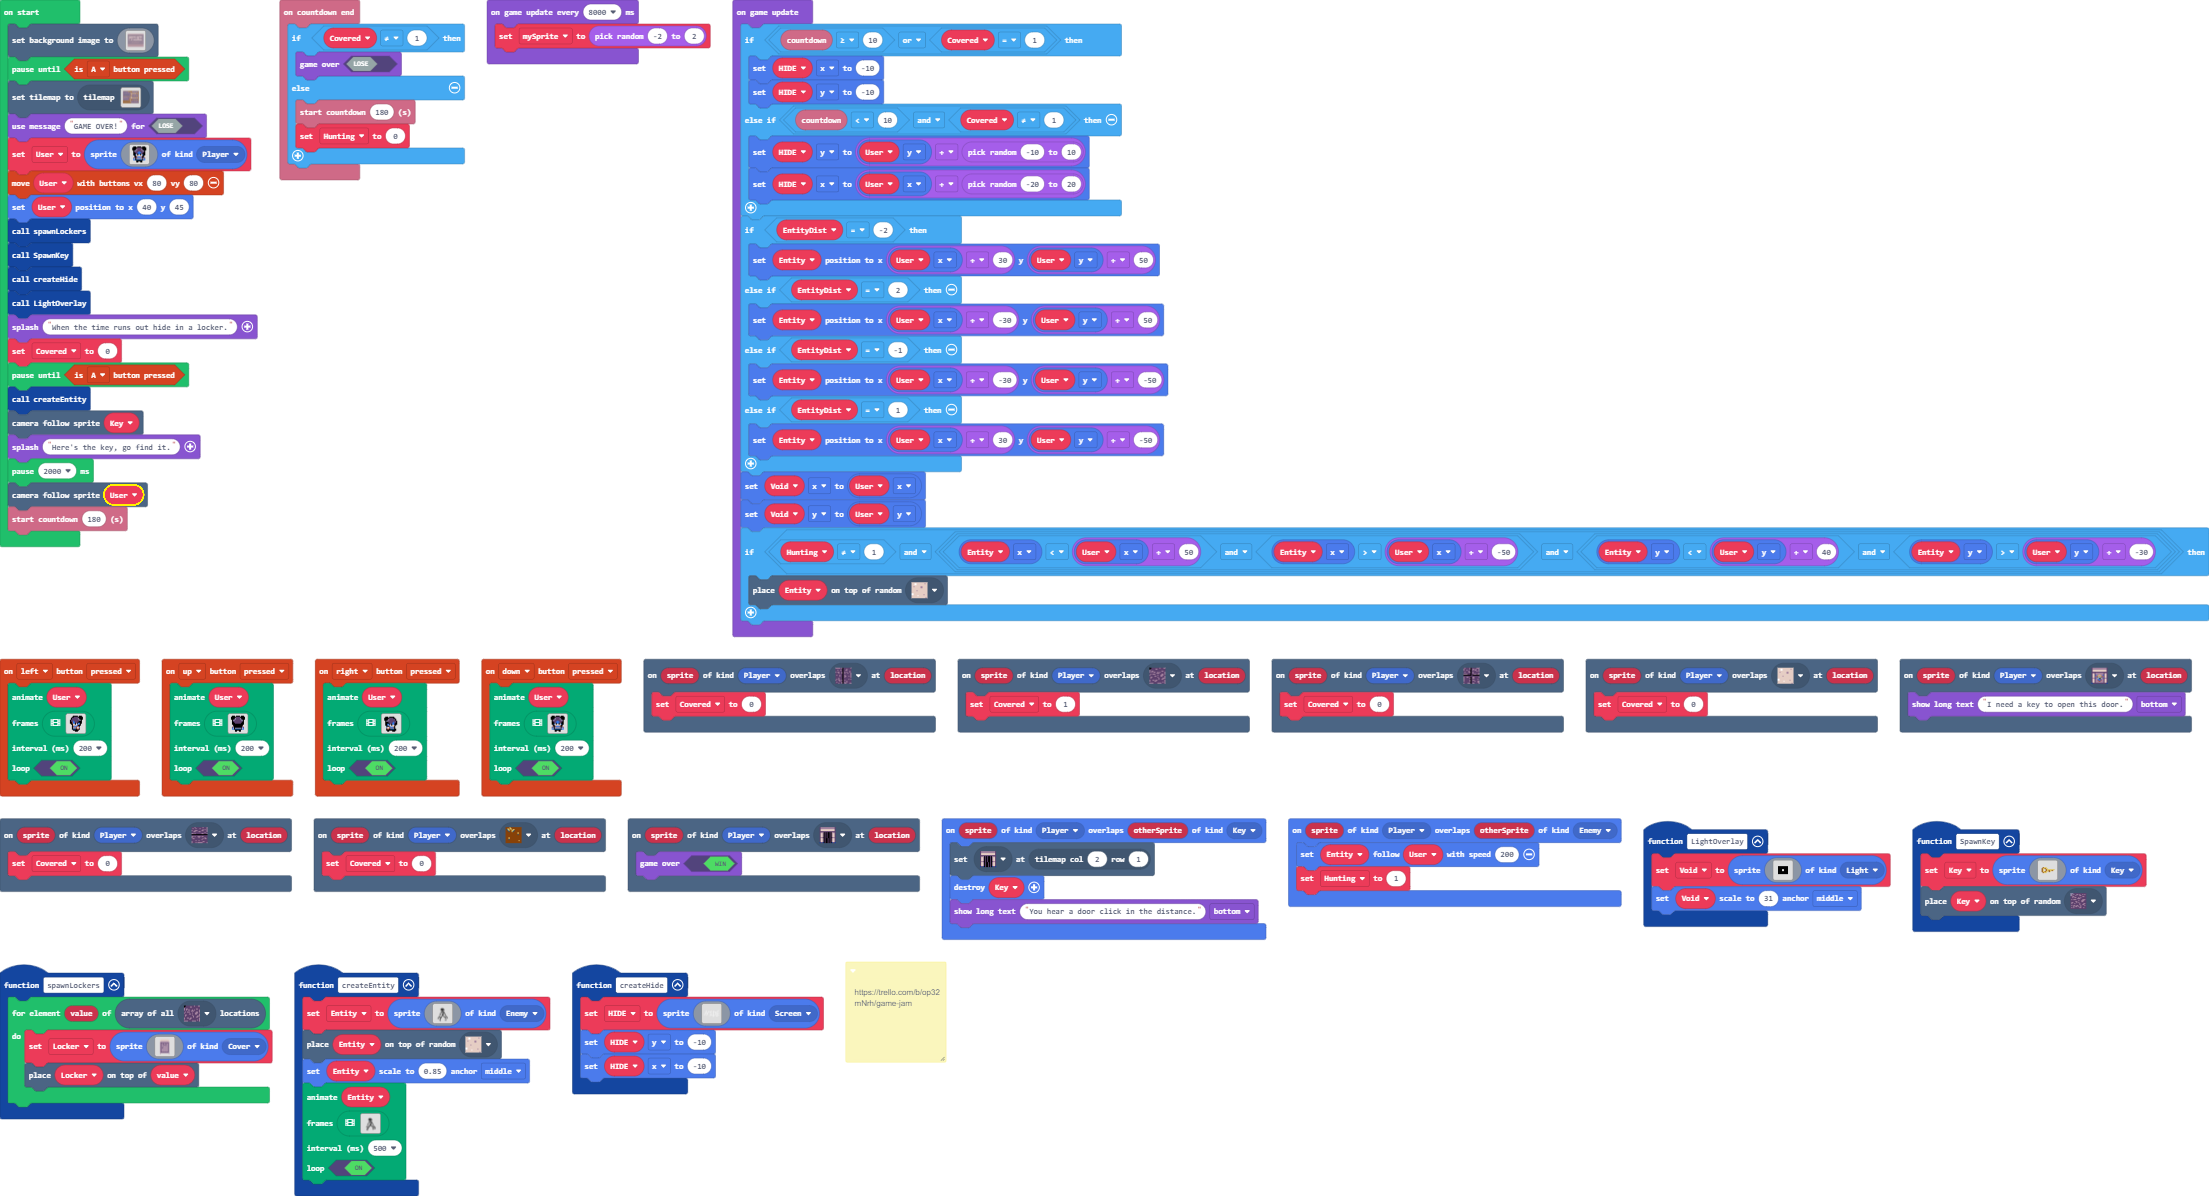 on start
set background image to
pause until is A button pressed
set tilemap to tilemap
use message "GAME OVER!" for LOSE
set User to sprite of kind Player
move User with buttons vx 80 vy 80
set User position to x 40 y 45
call spawnLockers
call SpawnKey
call createHide
call LightOverlay
splash "When the time runs out hide in a locker."
set Covered to 0
pause until is A button pressed
call createEntity
camera follow sprite Key
splash "Here's the key, go find it."
pause 2000 ms
camera follow sprite User
start countdown 180 (s)
on countdown end
if Covered ≠ 1 then
game over LOSE
else
start countdown 180 (s)
set Hunting to 0
on game update every 8000 ms
set mySprite to pick random -2 to 2
on game update
if countdown ≥ 10 or Covered = 1 then
set HIDE x to -10
set HIDE y to -10
else if countdown < 10 and Covered ≠ 1 then
set HIDE y to User y + pick random -10 to 10
set HIDE x to User x + pick random -20 to 20
if EntityDist = -2 then
set Entity position to x User x + 30 y User y + 50
else if EntityDist = 2 then
set Entity position to x User x + -30 y User y + 50
else if EntityDist = -1 then
set Entity position to x User x + -30 y User y + -50
else if EntityDist = 1 then
set Entity position to x User x + 30 y User y + -50
set Void x to User x
set Void y to User y
if Hunting ≠ 1 and Entity x < User x + 50 and Entity x > User x + -50 and Entity y < User y + 40 and Entity y > User y + -30 then
place Entity on top of random
on left button pressed
animate User
frames
interval (ms) 200
loop ON
on up button pressed
animate User
frames
interval (ms) 200
loop ON
on right button pressed
animate User
frames
interval (ms) 200
loop ON
on down button pressed
animate User
frames
interval (ms) 200
loop ON
on sprite of kind Player overlaps at location
set Covered to 0
on sprite of kind Player overlaps at location
set Covered to 1
on sprite of kind Player overlaps at location
set Covered to 0
on sprite of kind Player overlaps at location
set Covered to 0
on sprite of kind Player overlaps at location
show long text "I need a key to open this door." bottom
on sprite of kind Player overlaps at location
set Covered to 0
on sprite of kind Player overlaps at location
set Covered to 0
on sprite of kind Player overlaps at location
game over WIN
on sprite of kind Player overlaps otherSprite of kind Key
set at tilemap col 2 row 1
destroy Key
show long text "You hear a door click in the distance." bottom
on sprite of kind Player overlaps otherSprite of kind Enemy
set Entity follow User with speed 200
set Hunting to 1
function LightOverlay
set Void to sprite of kind Light
set Void scale to 31 anchor middle
function SpawnKey
set Key to sprite of kind Key
place Key on top of random
function spawnLockers
for element value of array of all locations
do
set Locker to sprite of kind Cover
place Locker on top of value
function createEntity
set Entity to sprite of kind Enemy
place Entity on top of random
set Entity scale to 0.85 anchor middle
animate Entity
frames
interval (ms) 500
loop ON
function createHide
set HIDE to sprite of kind Screen
set HIDE y to -10
set HIDE x to -10
https://trello.com/b/op32
mNrh/game-jam